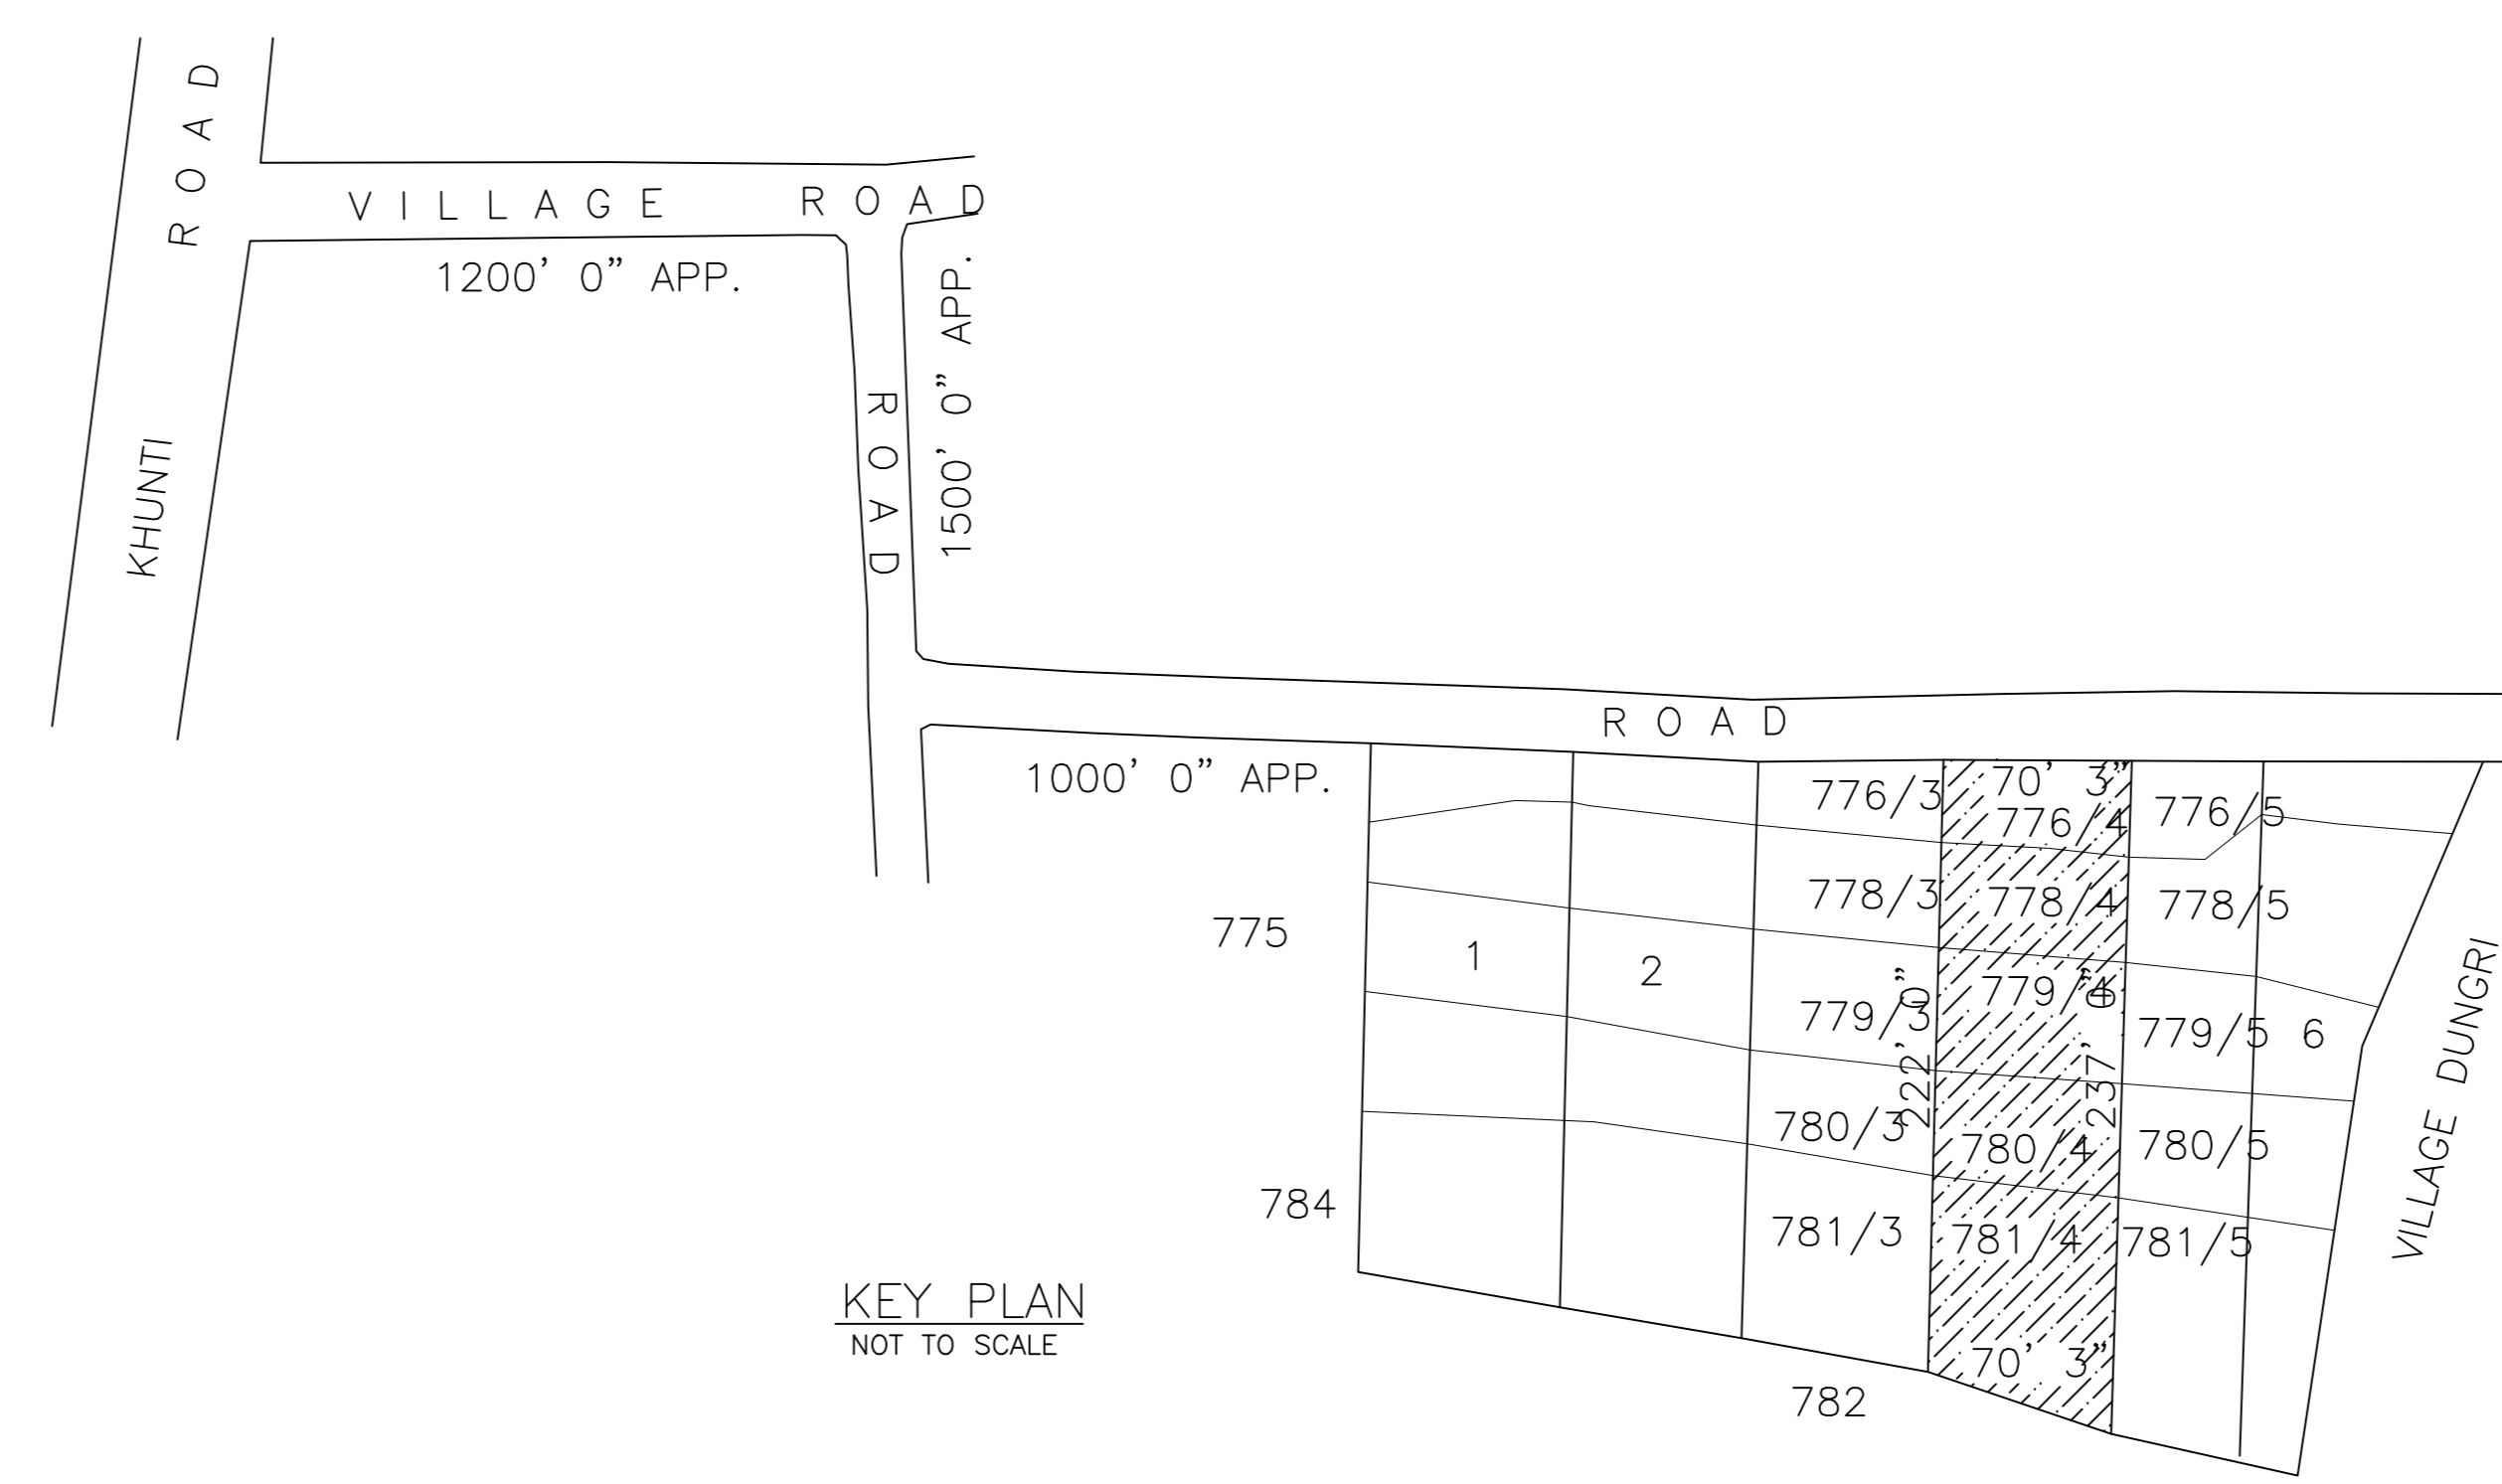 ROAD
KHUNTI
VILLAGE ROAD
1200' 0" APP.
ROAD
1500' 0" APP.
ROAD
1000' 0" APP.
70' 3"
776/3
776/4
776/5
778/3
778/4
778/5
775
1
2
779/3
779/4
779/5
6
222' 0"
237' 0"
VILLAGE DUNGRI
780/3
780/4
780/5
784
781/3
781/4
781/5
70' 3"
782
KEY PLAN
NOT TO SCALE